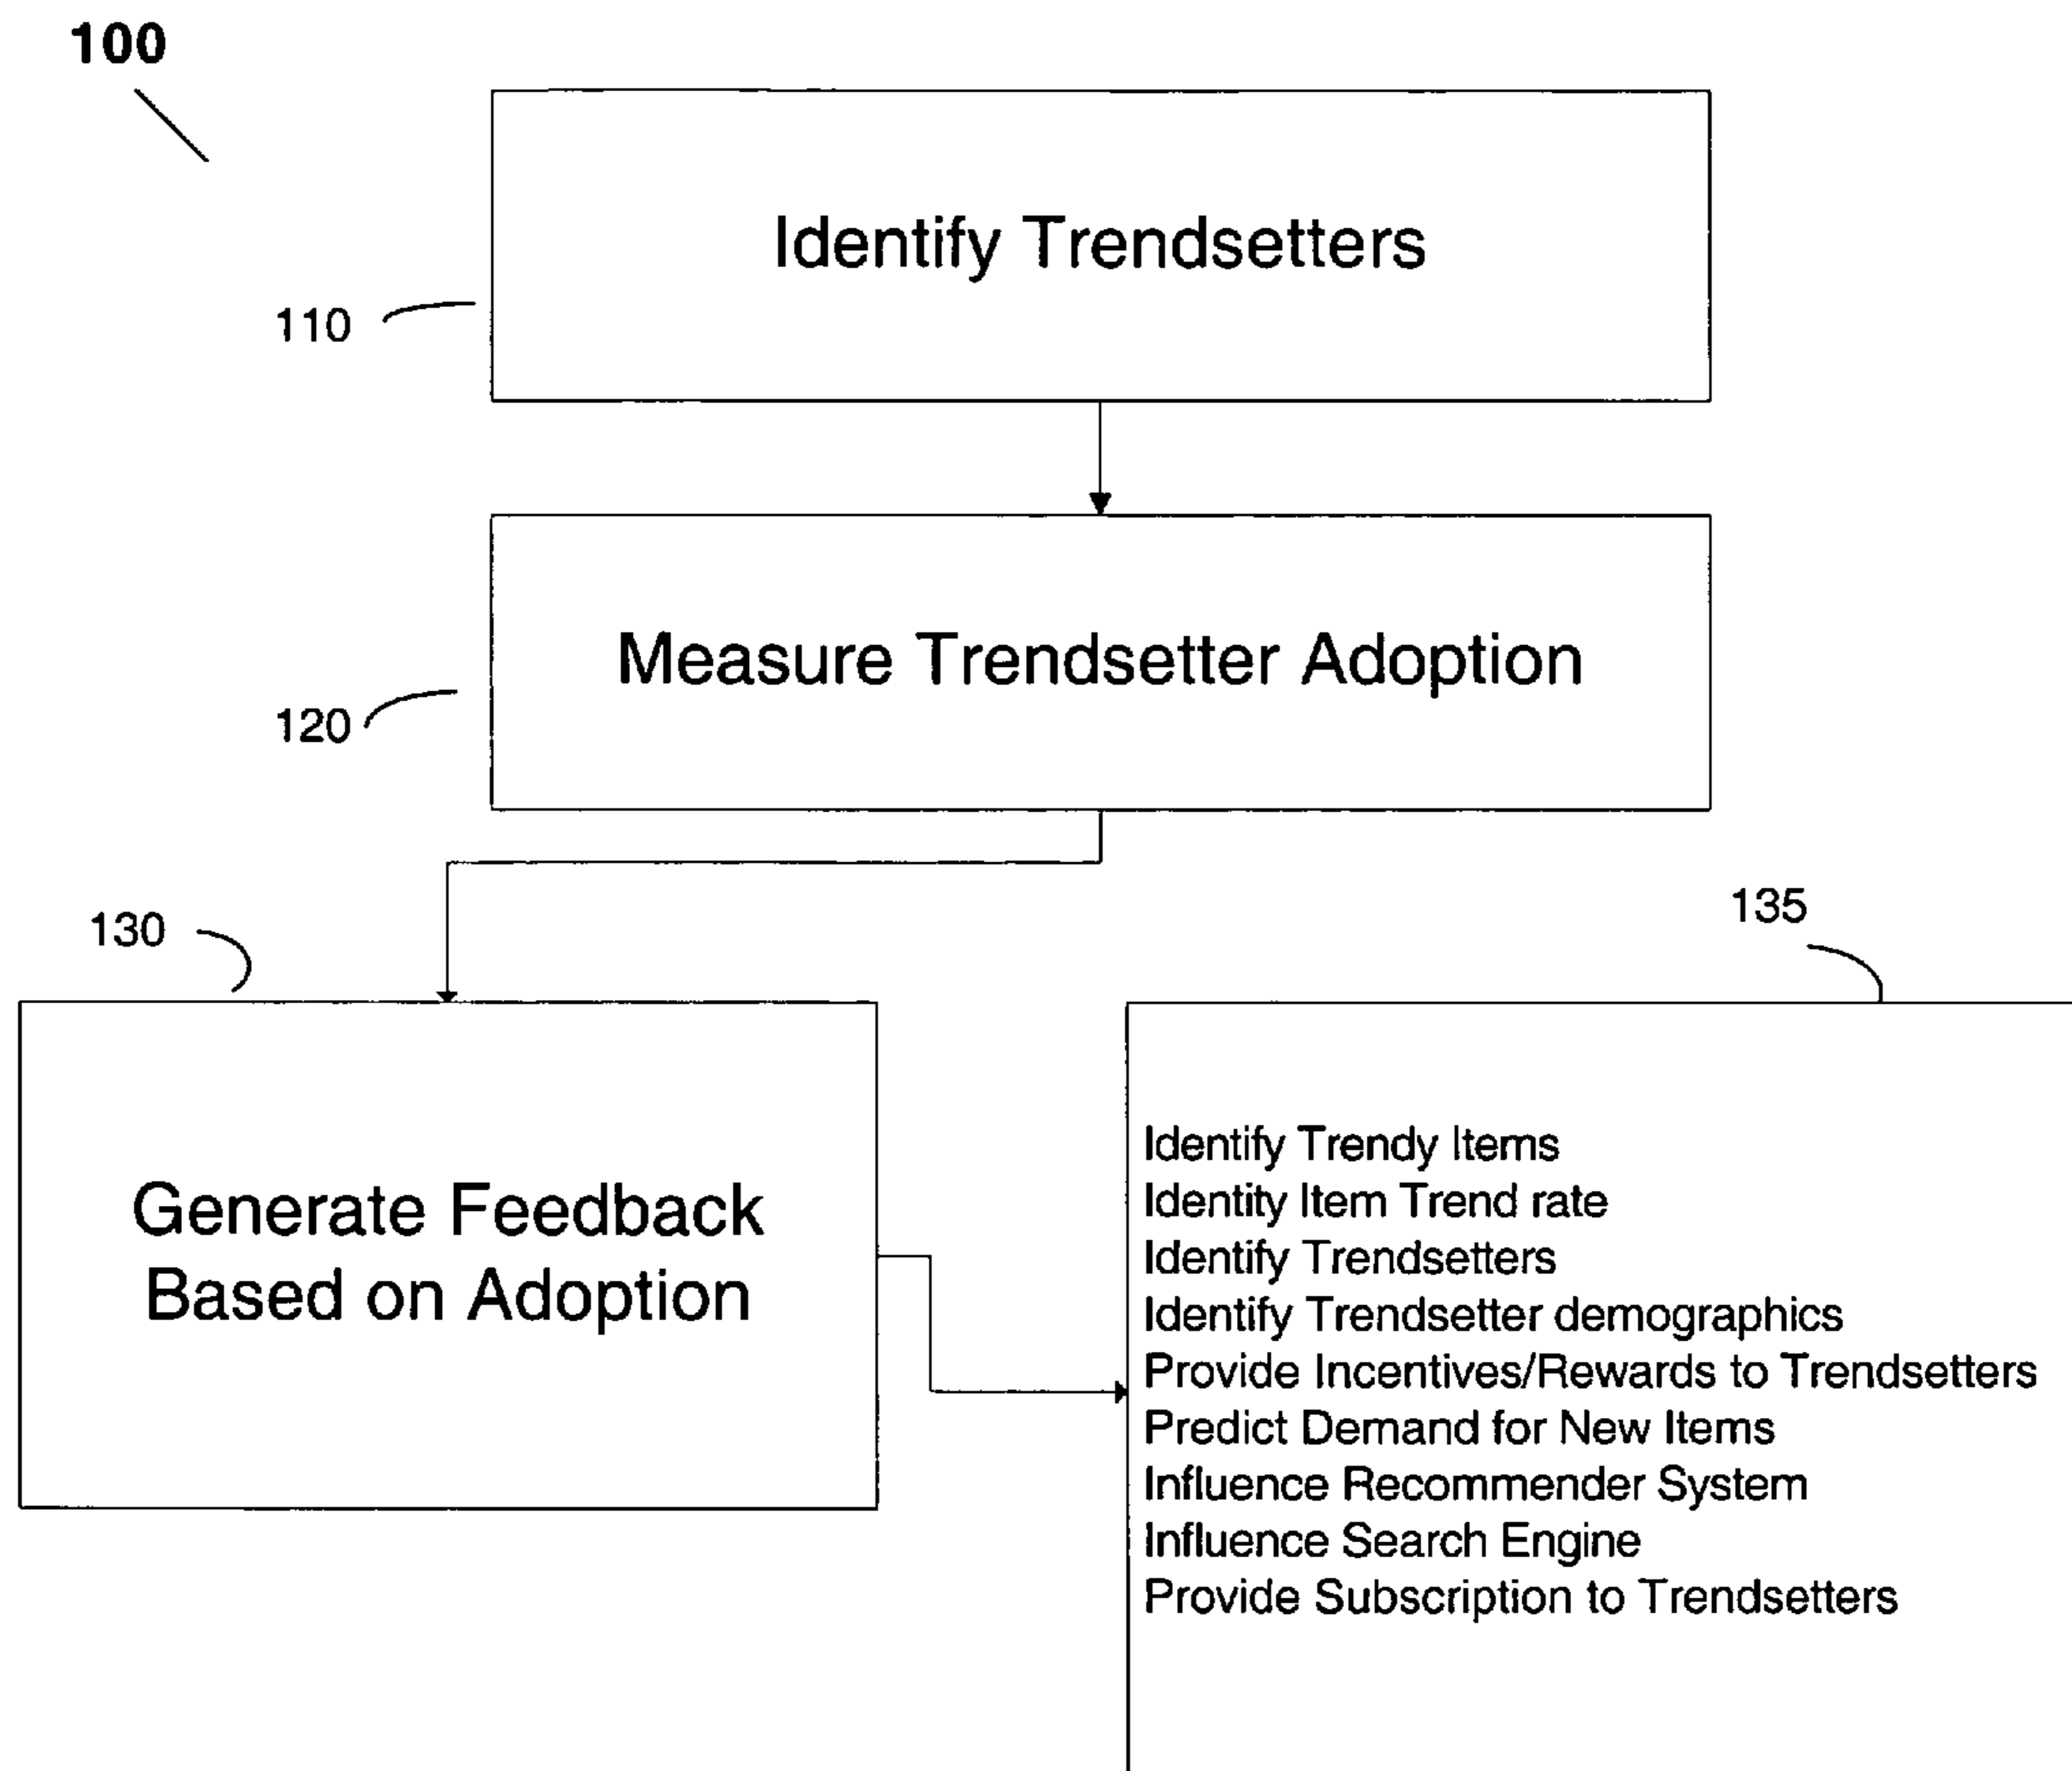 100
Identify Trendsetters
110
Measure Trendsetter Adoption
120
130
135
Generate Feedback
Based on Adoption
Identify Trendy Items
Identity Item Trend rate
Identify Trendsetters
Identify Trendsetter demographics
Provide Incentives/Rewards to Trendsetters
Predict Demand for New Items
Influence Recommender System
Influence Search Engine
Provide Subscription to Trendsetters